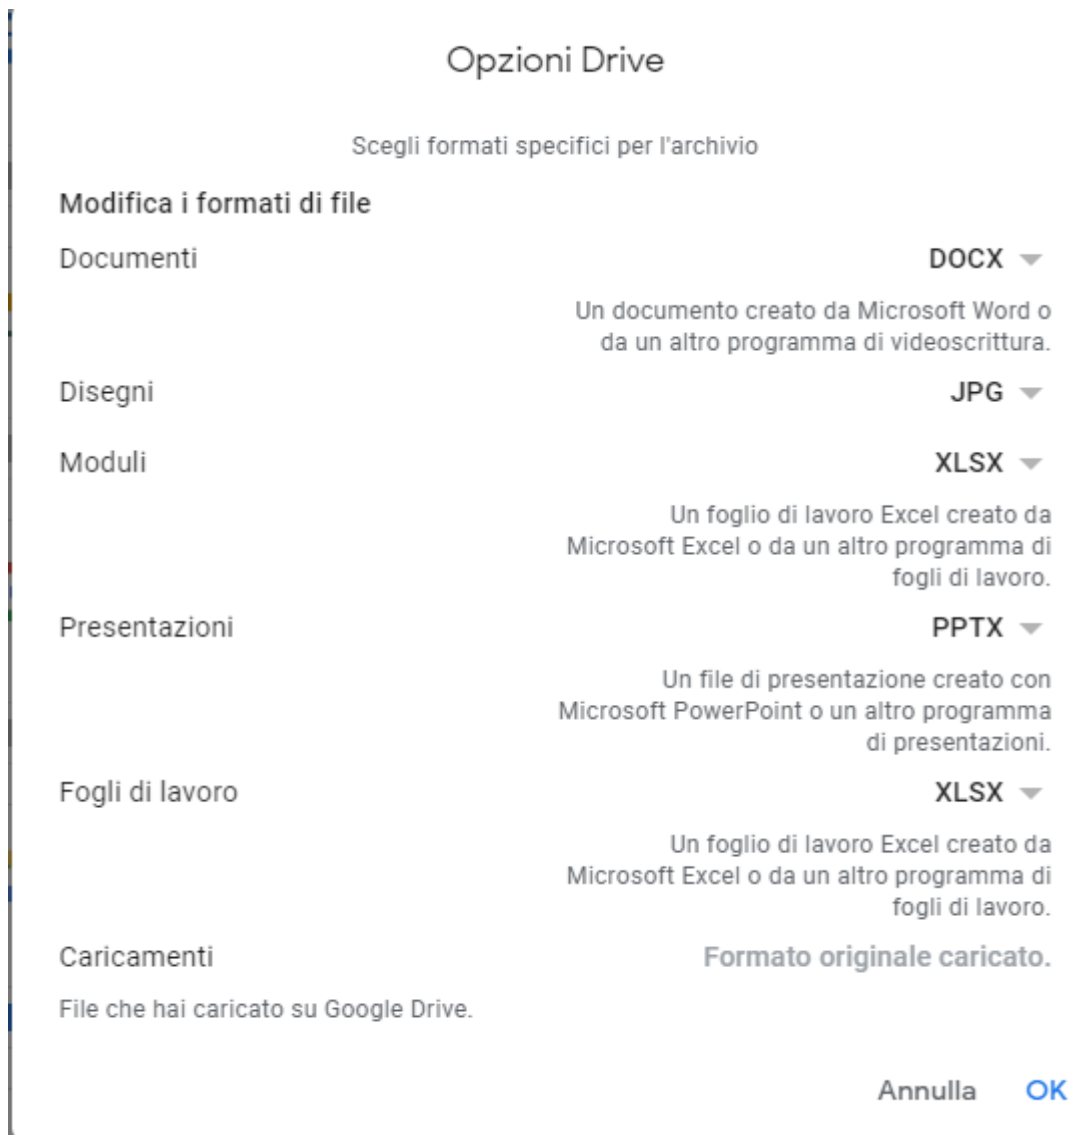 Opzioni Drive
Scegli formati specifici per l'archivio
Modifica i formati di file
Documenti DOCX
Un documento creato da Microsoft Word o
da un altro programma di videoscrittura.
Disegni JPG
Moduli XLSX
Un foglio di lavoro Excel creato da
Microsoft Excel o da un altro programma di
fogli di lavoro.
Presentazioni PPTX
Un file di presentazione creato con
Microsoft PowerPoint o un altro programma
di presentazioni.
Fogli di lavoro XLSX
Un foglio di lavoro Excel creato da
Microsoft Excel o da un altro programma di
fogli di lavoro.
Caricamenti Formato originale caricato.
File che hai caricato su Google Drive.
Annulla OK